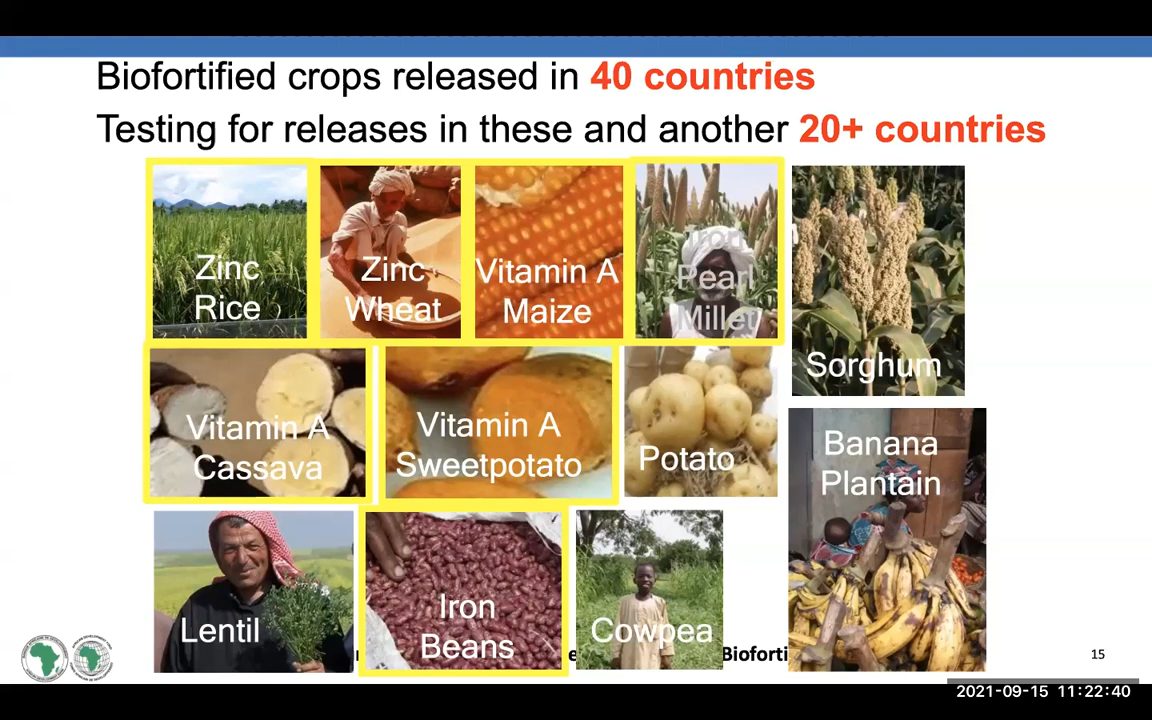 Biofortified crops released in 40 countries
Testing for releases in these and another 20+ countries
Zinc
Rice
Zinc
Wheat
Vitamin A
Maize
Iron
Pearl
Millet
Sorghum
Vitamin A
Cassava
Vitamin A
Sweetpotato
Potato
Banana
Plantain
Lentil
Iron
Beans
Cowpea
Bioforti
15
2021-09-15 11:22:40